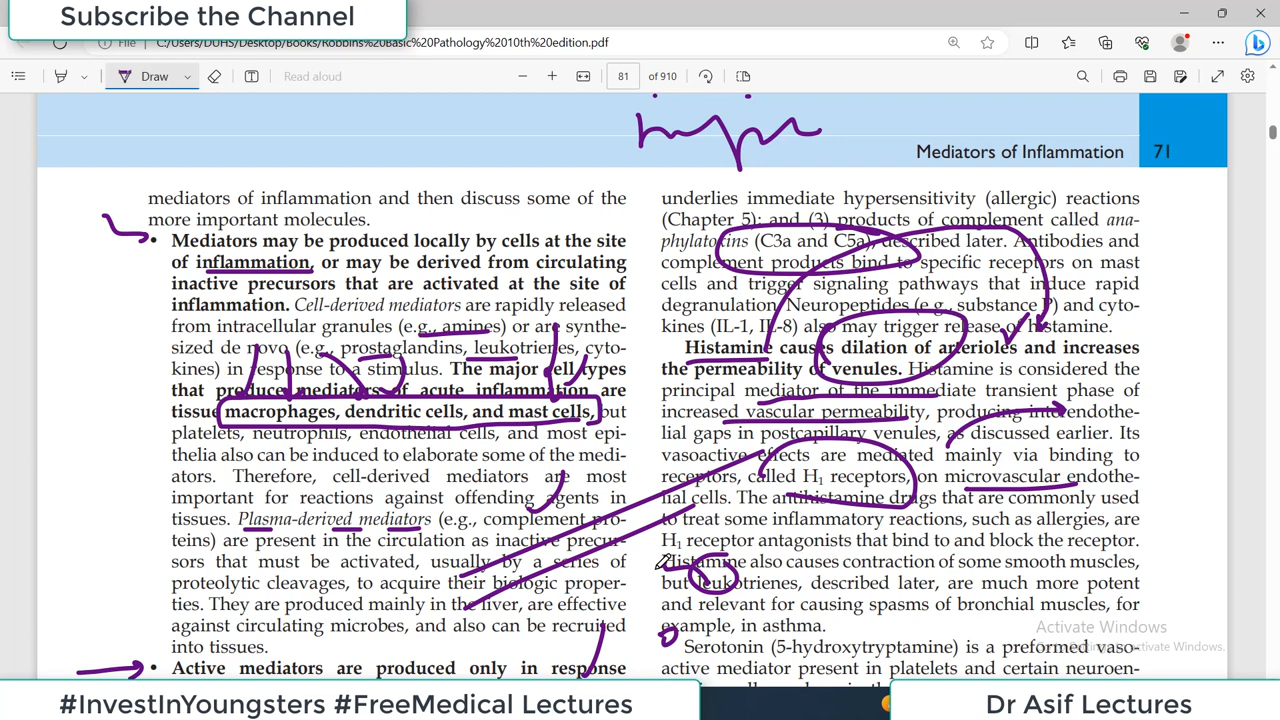 Subscribe the Channel
File
C:/Users/DUHS/Desktop/Books/Robbins%20Basic%20Pathology%2010th%20edition.pdf
Draw
Read aloud
81
of 910
Mediators of Inflammation 71
mediators of inflammation and then discuss some of the
more important molecules.
• Mediators may be produced locally by cells at the site
of inflammation, or may be derived from circulating
inactive precursors that are activated at the site of
inflammation. Cell-derived mediators are rapidly released
from intracellular granules (e.g., amines) or are synthe-
sized de novo (e.g., prostaglandins, leukotrienes, cyto-
kines) in response to a stimulus. The major cell types
that produce mediators of acute inflammation are
tissue macrophages, dendritic cells, and mast cells, but
platelets, neutrophils, endothelial cells, and most epi-
thelia also can be induced to elaborate some of the medi-
ators. Therefore, cell-derived mediators are most
important for reactions against offending agents in
tissues. Plasma-derived mediators (e.g., complement pro-
teins) are present in the circulation as inactive precur-
sors that must be activated, usually by a series of
proteolytic cleavages, to acquire their biologic proper-
ties. They are produced mainly in the liver, are effective
against circulating microbes, and also can be recruited
into tissues.
• Active mediators are produced only in response
underlies immediate hypersensitivity (allergic) reactions
(Chapter 5); and (3) products of complement called ana-
phylatoxins (C3a and C5a), described later. Antibodies and
complement products bind to specific receptors on mast
cells and trigger signaling pathways that induce rapid
degranulation. Neuropeptides (e.g., substance P) and cyto-
kines (IL-1, IL-8) also may trigger release of histamine.
Histamine causes dilation of arterioles and increases
the permeability of venules. Histamine is considered the
principal mediator of the immediate transient phase of
increased vascular permeability, producing endothe-
lial gaps in postcapillary venules, as discussed earlier. Its
vasoactive effects are mediated mainly via binding to
receptors, called H₁ receptors, on microvascular endothe-
lial cells. The antihistamine drugs that are commonly used
to treat some inflammatory reactions, such as allergies, are
H₁ receptor antagonists that bind to and block the receptor.
Histamine also causes contraction of some smooth muscles,
but leukotrienes, described later, are much more potent
and relevant for causing spasms of bronchial muscles, for
example, in asthma.
Serotonin (5-hydroxytryptamine) is a preformed vaso-
active mediator present in platelets and certain neuroen-
Activate Windows
#InvestInYoungsters #FreeMedical Lectures
Dr Asif Lectures